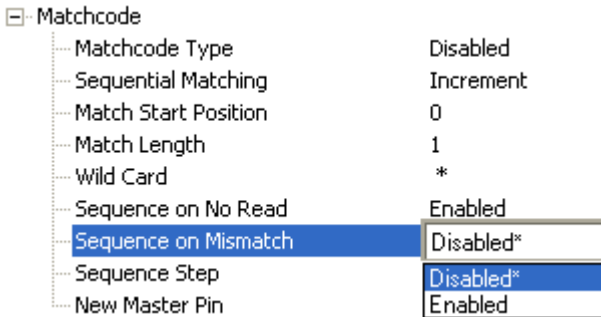 Matchcode
Matchcode Type Disabled
Sequential Matching Increment
Match Start Position 0
Match Length 1
Wild Card *
Sequence on No Read Enabled
Sequence on Mismatch Disabled*
Sequence Step Disabled*
New Master Pin Enabled